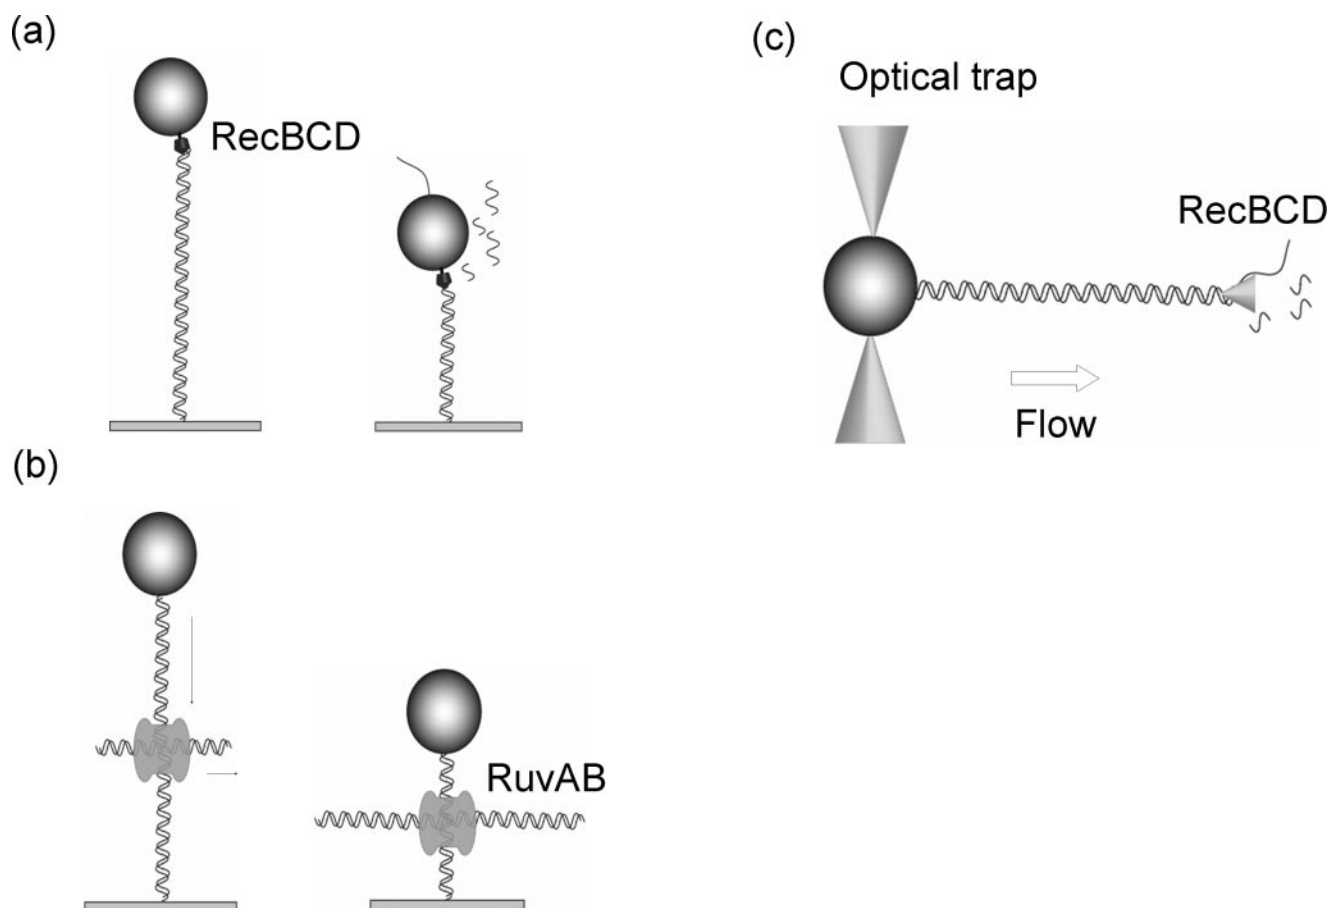 (a)
RecBCD
(c)
Optical trap
RecBCD
Flow
(b)
RuvAB